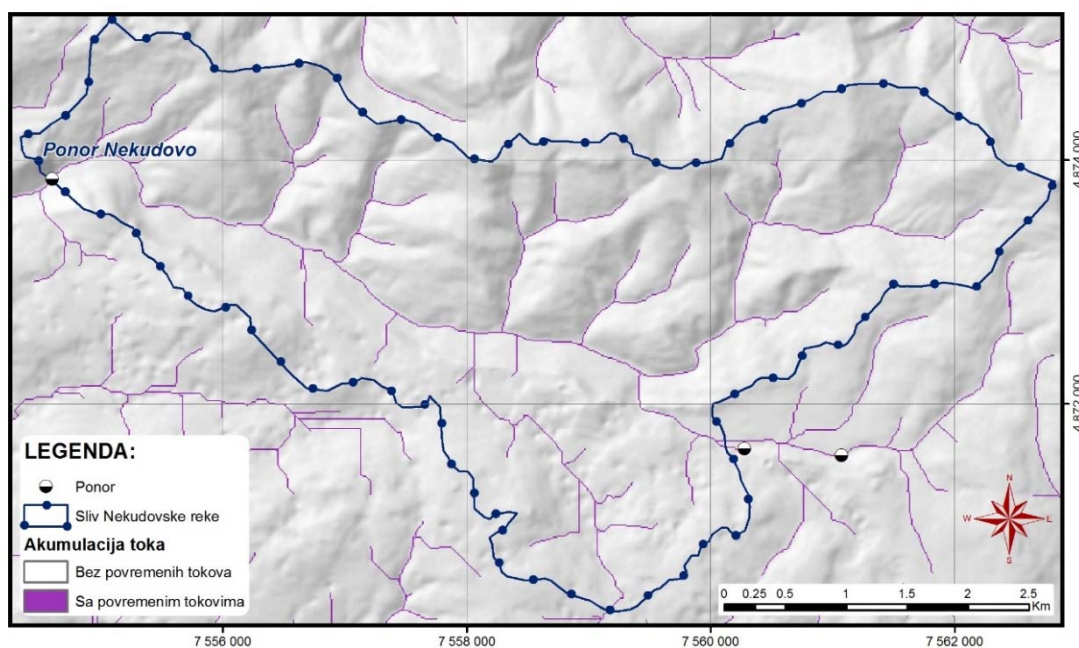 Ponor Nekudovo
4 874 000
4 872 000
LEGENDA:
Ponor
Sliv Nekudovske reke
Akumulacija toka
Bez povremenih tokova
Sa povremenim tokovima
N
W
E
S
0 0.25 0.5 1 1.5 2 2.5
Km
7 556 000 7 558 000 7 560 000 7 562 000